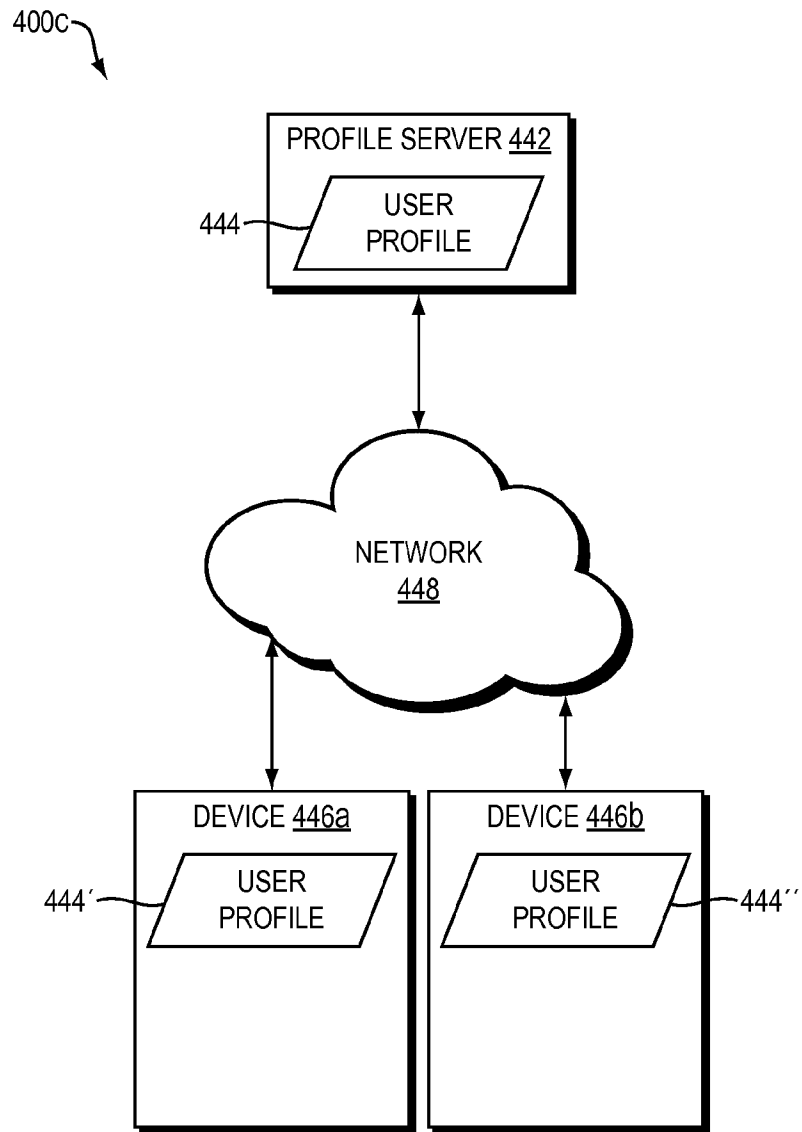 400c
PROFILE SERVER 442
444
USER
PROFILE
NETWORK
448
DEVICE 446a
DEVICE 446b
444′
USER
PROFILE
USER
PROFILE
444′′